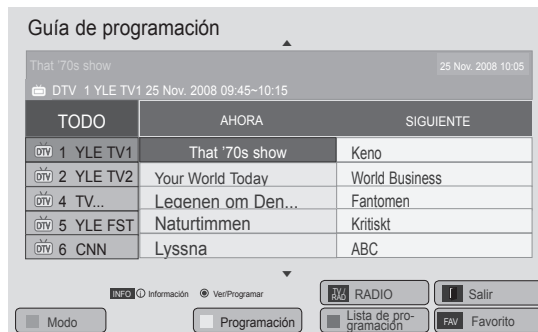 Guía de programación
That '70s show 25 Nov. 2008 10:05
DTV 1 YLE TV1 25 Nov. 2008 09:45~10:15
TODO AHORA SIGUIENTE
DTV 1 YLE TV1 That '70s show Keno
DTV 2 YLE TV2 Your World Today World Business
DTV 4 TV... Legenen om Den... Fantomen
DTV 5 YLE FST Naturtimmen Kritiskt
DTV 6 CNN Lyssna ABC
INFO i Información Ver/Programar TV/RAD RADIO Salir
Modo Programación Lista de pro-
gramación FAV Favorito